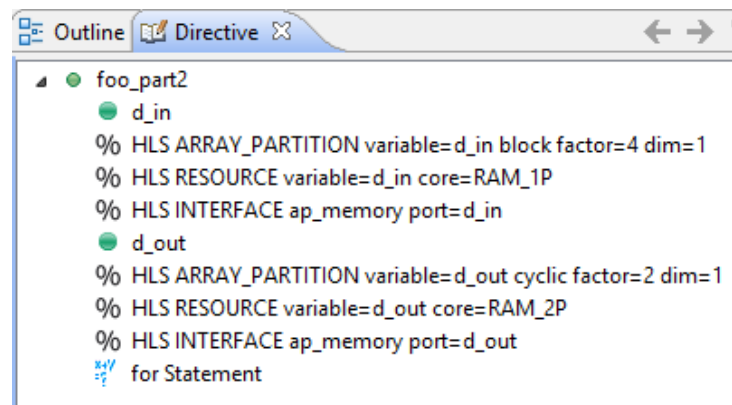 Outline Directive
foo_part2
d_in
% HLS ARRAY_PARTITION variable=d_in block factor=4 dim=1
% HLS RESOURCE variable=d_in core=RAM_1P
% HLS INTERFACE ap_memory port=d_in
d_out
% HLS ARRAY_PARTITION variable=d_out cyclic factor=2 dim=1
% HLS RESOURCE variable=d_out core=RAM_2P
% HLS INTERFACE ap_memory port=d_out
for Statement